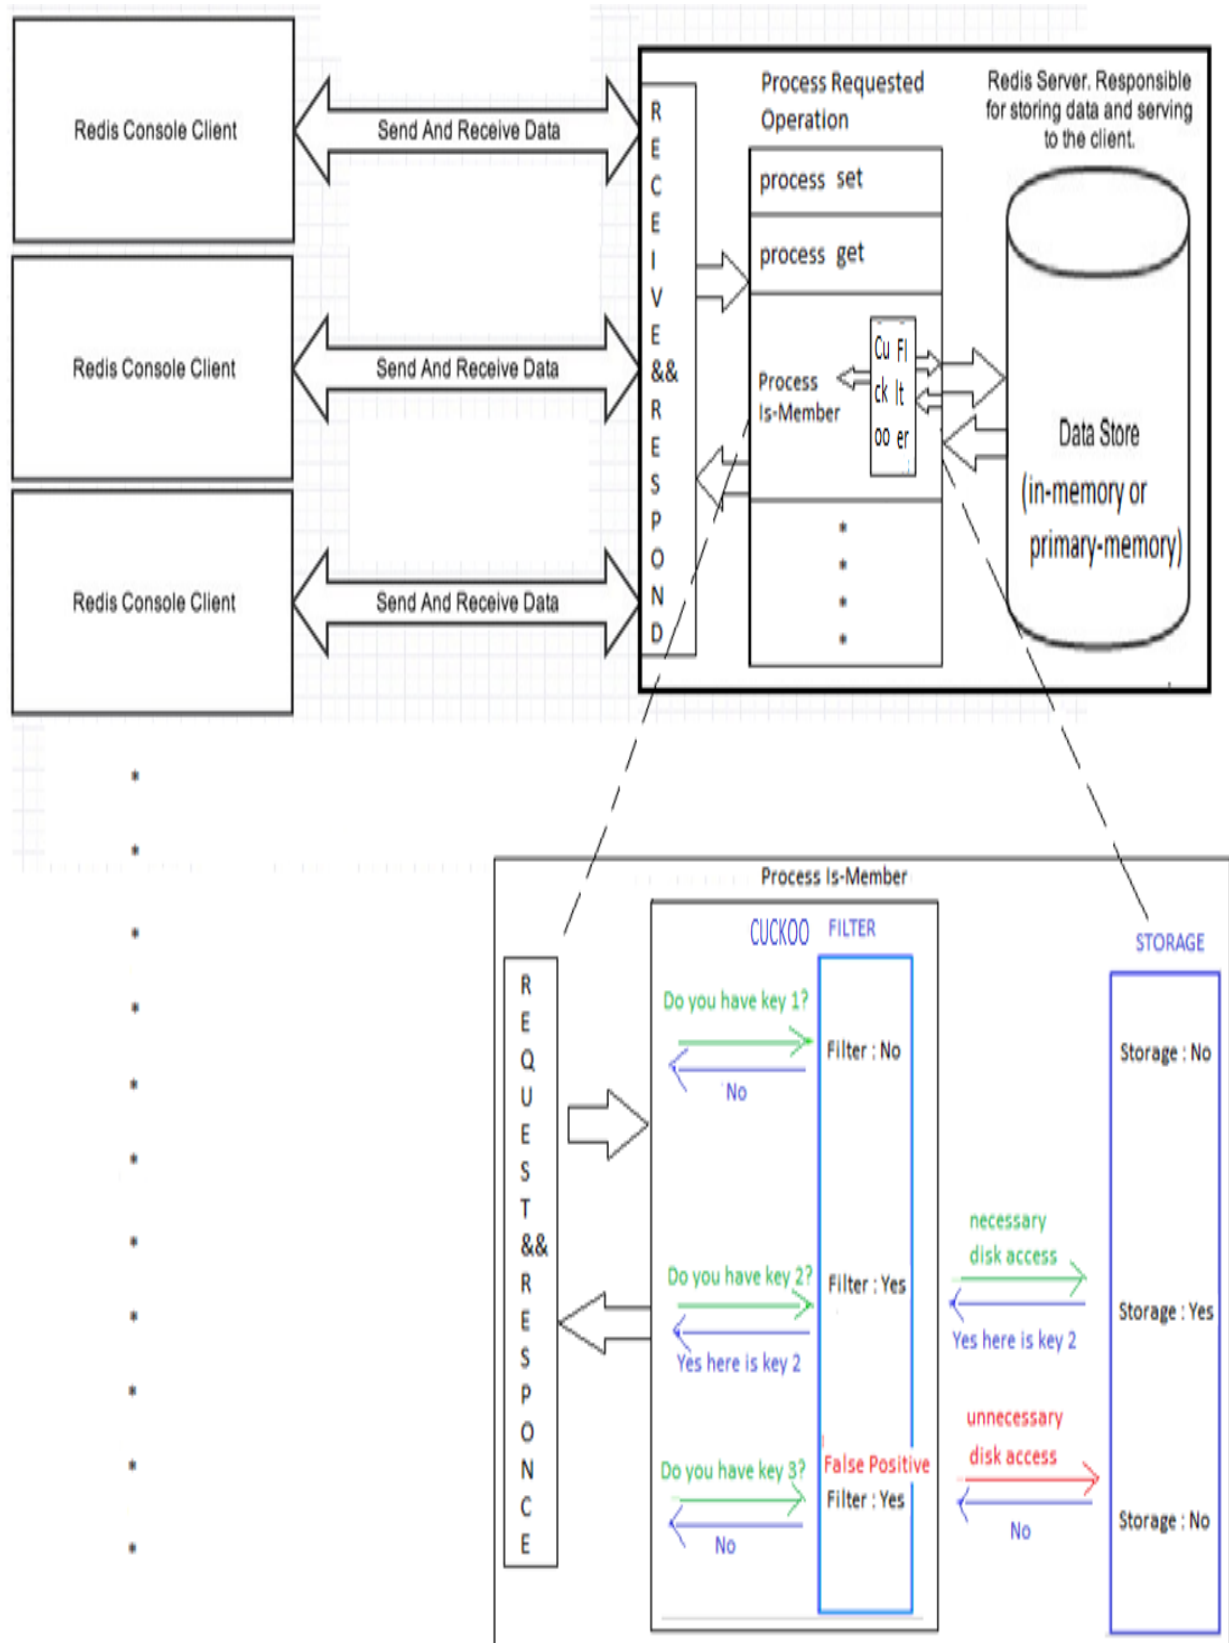 Redis Console Client
Send And Receive Data
Redis Console Client
Send And Receive Data
Redis Console Client
Send And Receive Data
R
E
C
E
I
V
E
&&
R
E
S
P
O
N
D
Process Requested
Operation
process set
process get
Process
Is-Member
Cu Fl
ck lt
oo er
*
*
*
*
Redis Server. Responsible
for storing data and serving
to the client.
Data Store
(in-memory or
primary-memory)
*
*
*
*
*
*
*
*
*
*
*
Process Is-Member
R
E
Q
U
E
S
T
&&
R
E
S
P
O
N
C
E
CUCKOO FILTER
STORAGE
Do you have key 1?
Filter : No
No
Storage : No
Do you have key 2?
Filter : Yes
Yes here is key 2
necessary
disk access
Yes here is key 2
Storage : Yes
Do you have key 3?
False Positive
Filter : Yes
No
unnecessary
disk access
No
Storage : No